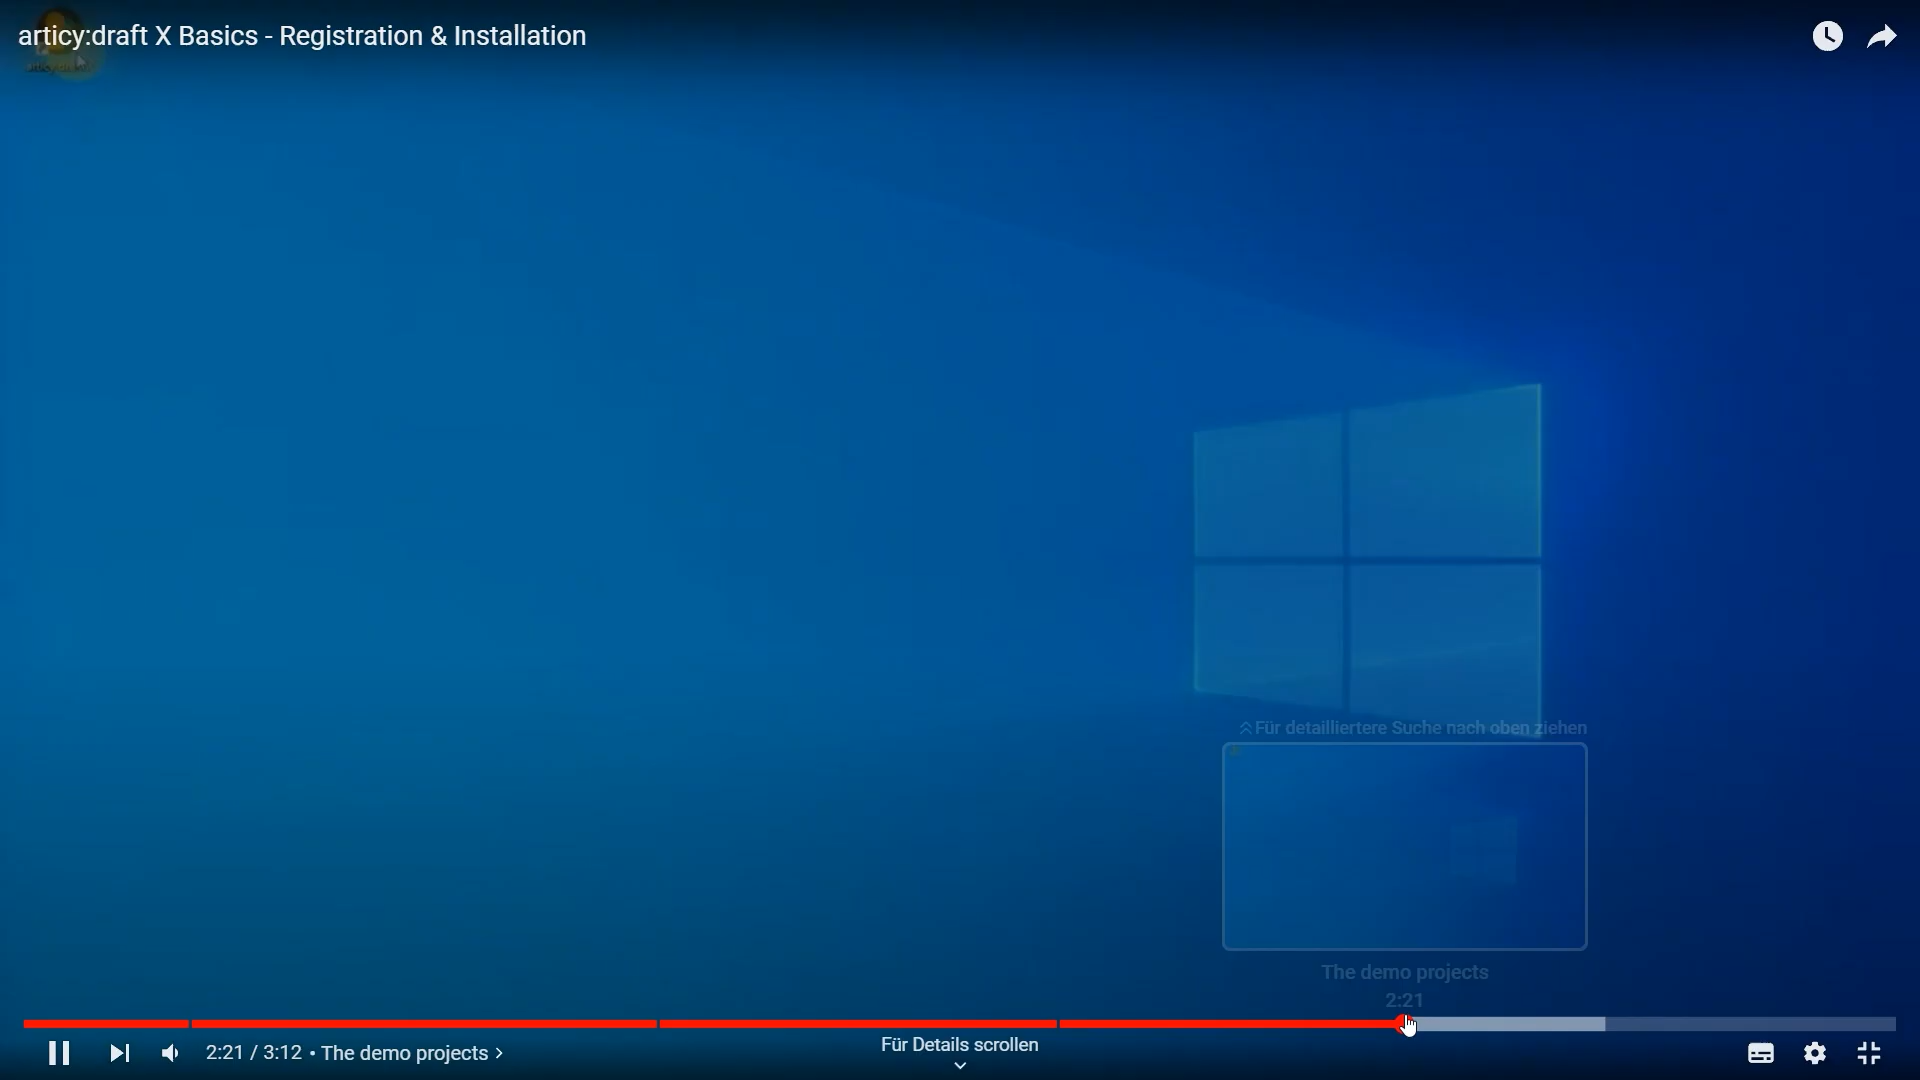 articy:draft X Basics - Registration & Installation
Für detailliertere Suche nach oben ziehen
The demo projects
2:21
2:21 / 3:12 • The demo projects
Für Details scrollen